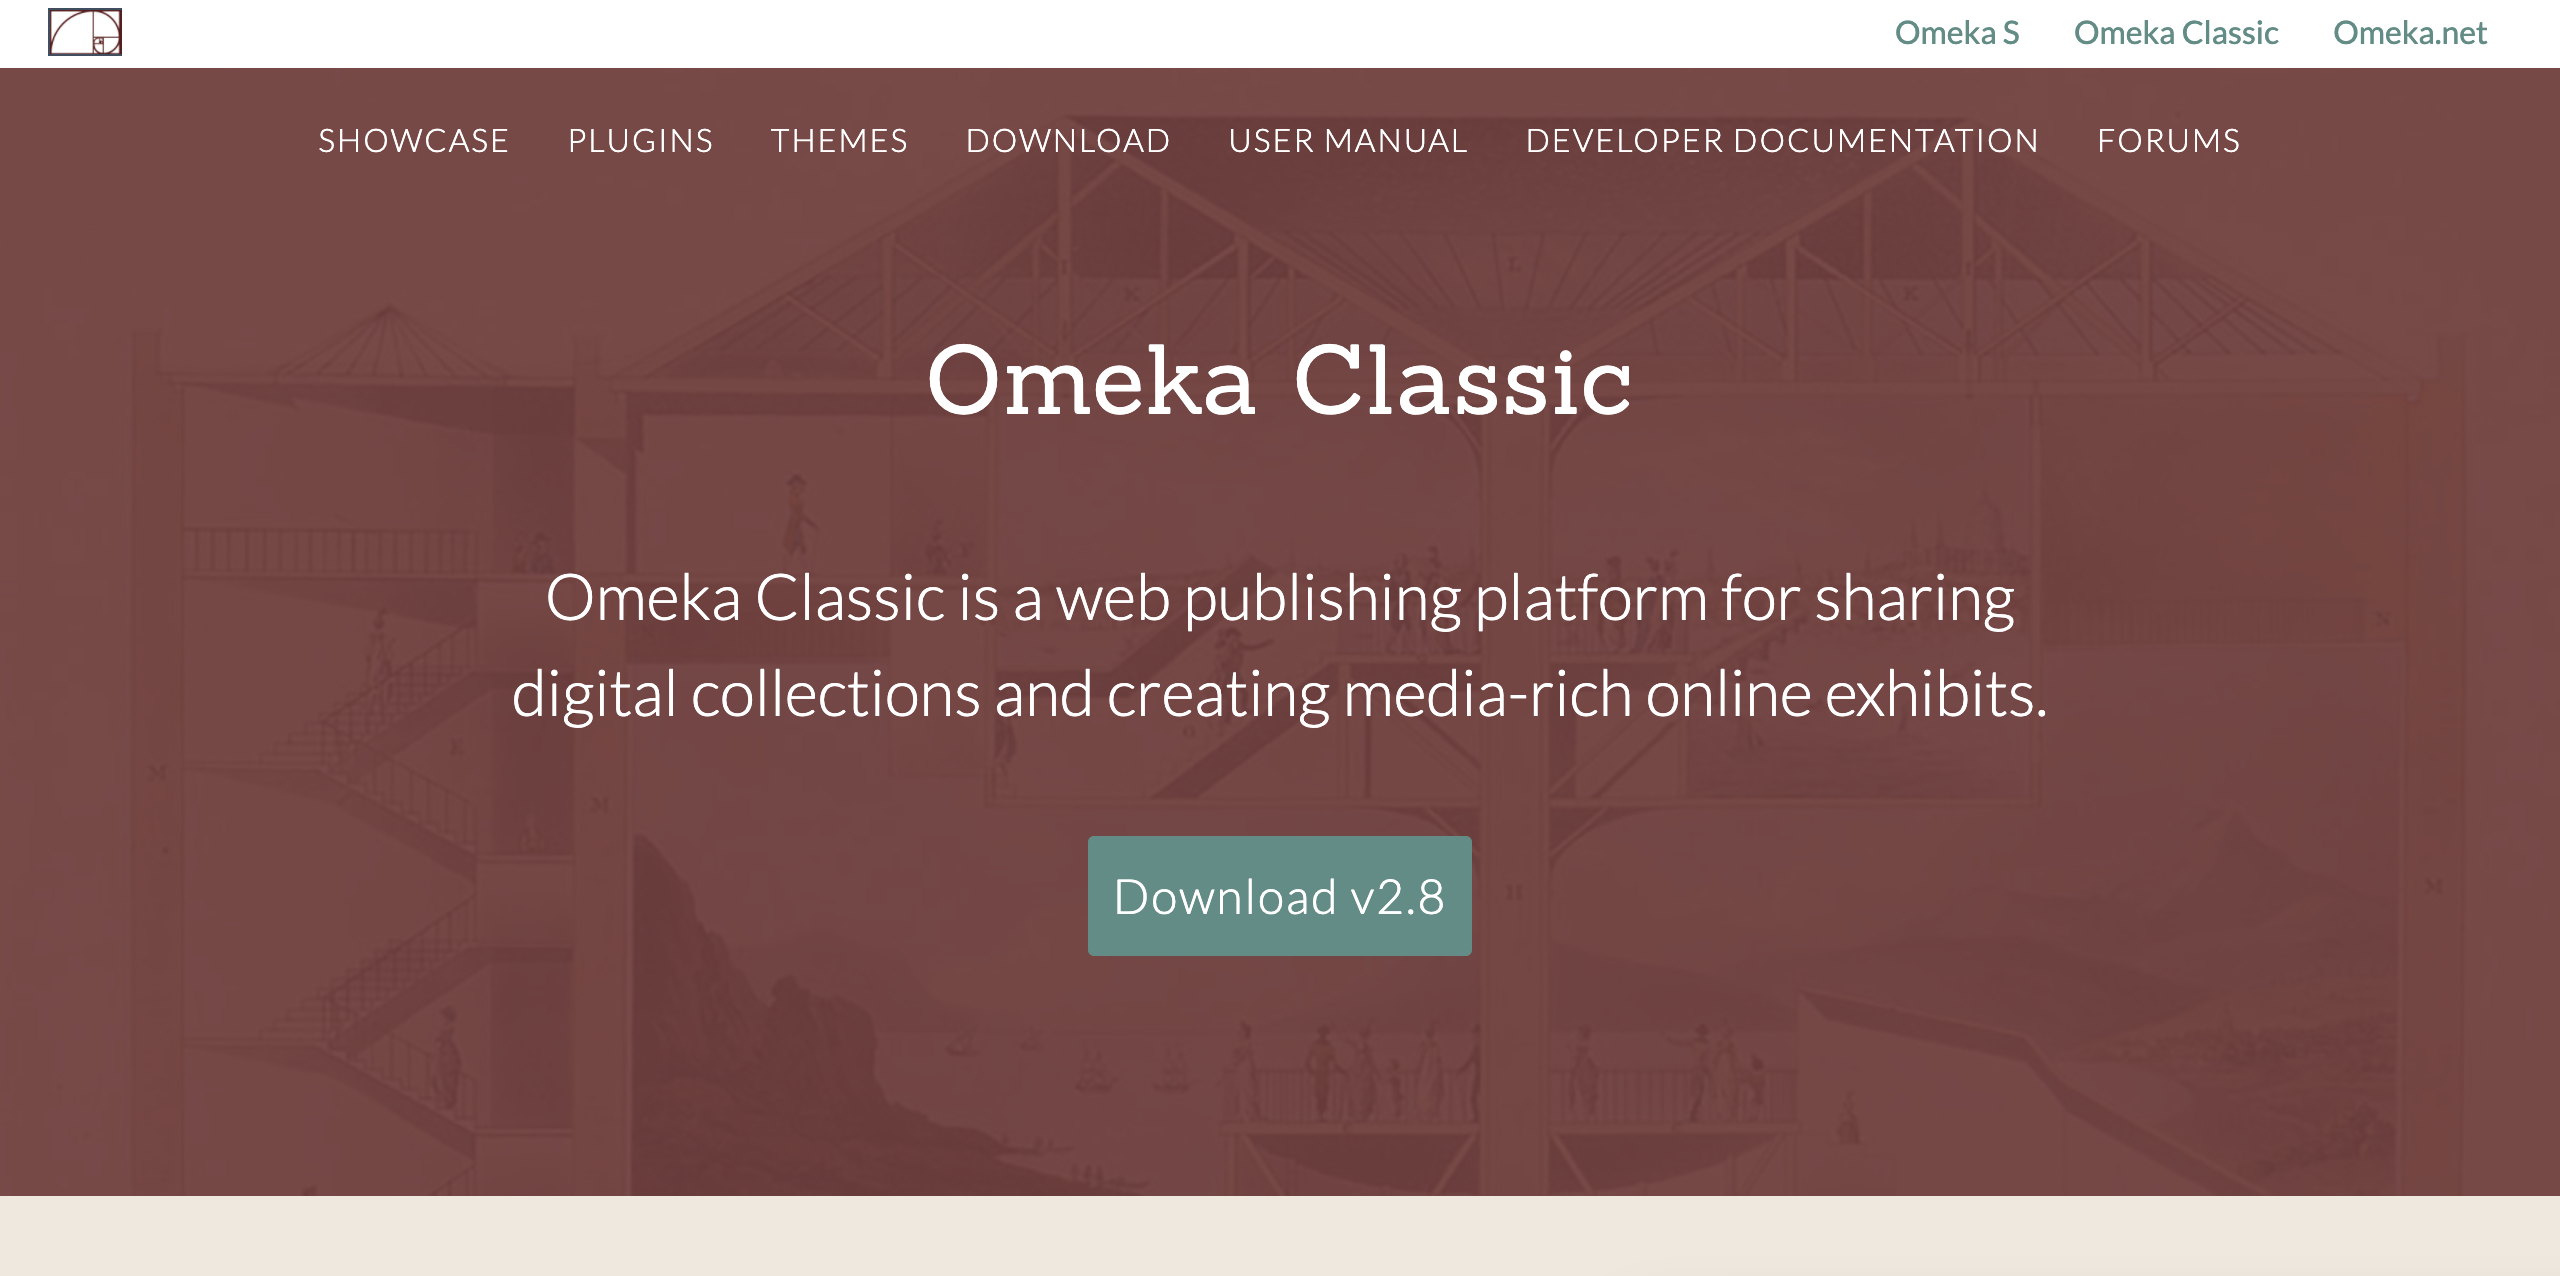 Omeka S Omeka Classic Omeka.net
SHOWCASE PLUGINS THEMES DOWNLOAD USER MANUAL DEVELOPER DOCUMENTATION FORUMS
Omeka Classic
Omeka Classic is a web publishing platform for sharing
digital collections and creating media-rich online exhibits.
Download v2.8